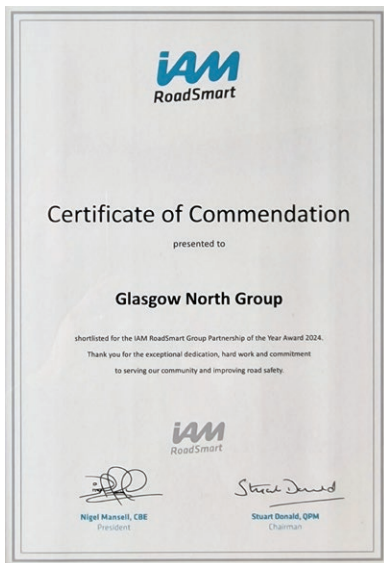 iAM
RoadSmart
Certificate of Commendation
presented to
Glasgow North Group
shortlisted for the IAM RoadSmart Group Partnership of the Year Award 2024.
Thank you for the exceptional dedication, hard work and commitment
to serving our community and improving road safety.
iAM
RoadSmart
Stuart Donald
Nigel Mansell, CBE
President
Stuart Donald, QPM
Chairman